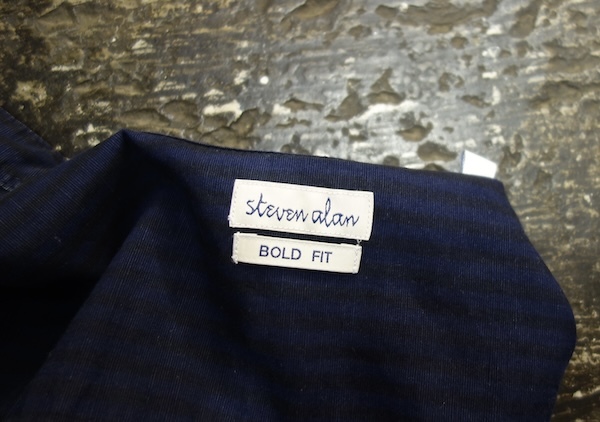 steven alan
BOLD FIT